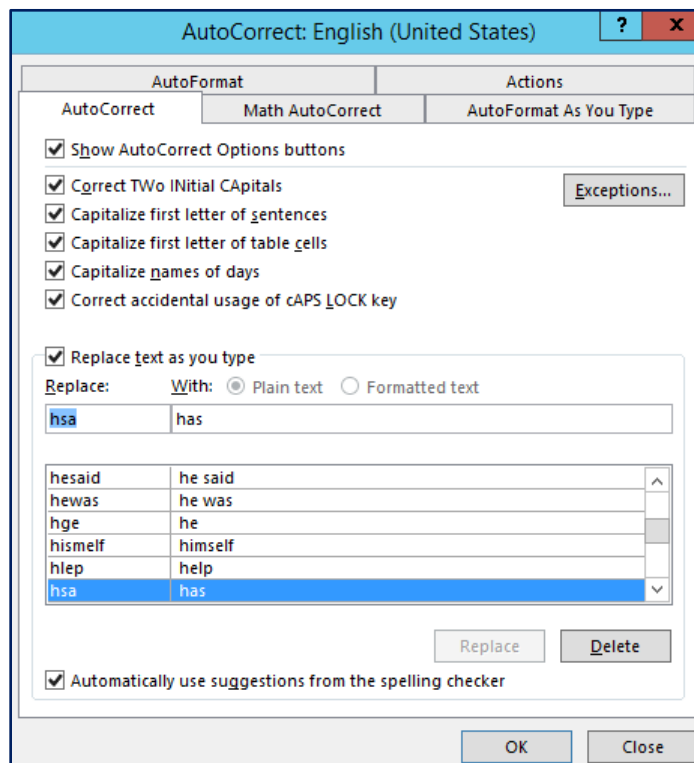 AutoCorrect: English (United States) ? x
AutoFormat Actions
AutoCorrect Math AutoCorrect AutoFormat As You Type
Show AutoCorrect Options buttons
Correct TWo INitial CApitals Exceptions...
Capitalize first letter of sentences
Capitalize first letter of table cells
Capitalize names of days
Correct accidental usage of cAPS LOCK key
Replace text as you type
Replace: With: Plain text Formatted text
hsa has
hesaid he said
hewas he was
hge he
hismelf himself
hlep help
hsa has
Replace Delete
Automatically use suggestions from the spelling checker
OK Close